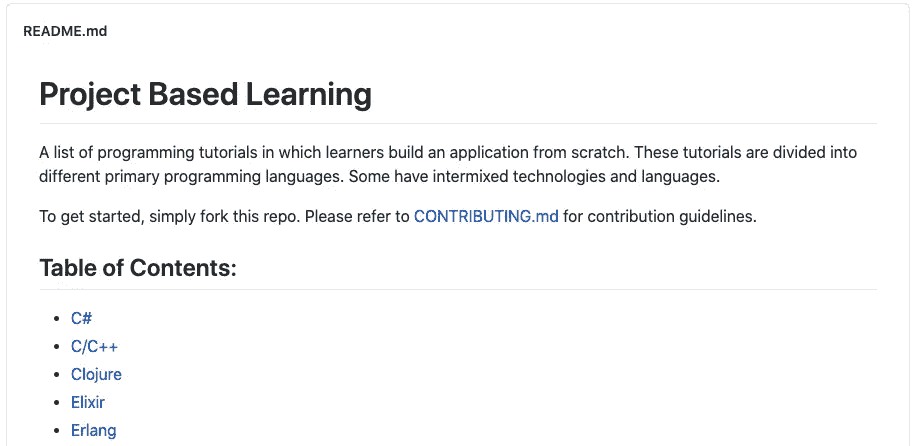 README.md
Project Based Learning
A list of programming tutorials in which learners build an application from scratch. These tutorials are divided into
different primary programming languages. Some have intermixed technologies and languages.
To get started, simply fork this repo. Please refer to CONTRIBUTING.md for contribution guidelines.
Table of Contents:
• C#
• C/C++
• Clojure
• Elixir
• Erlang